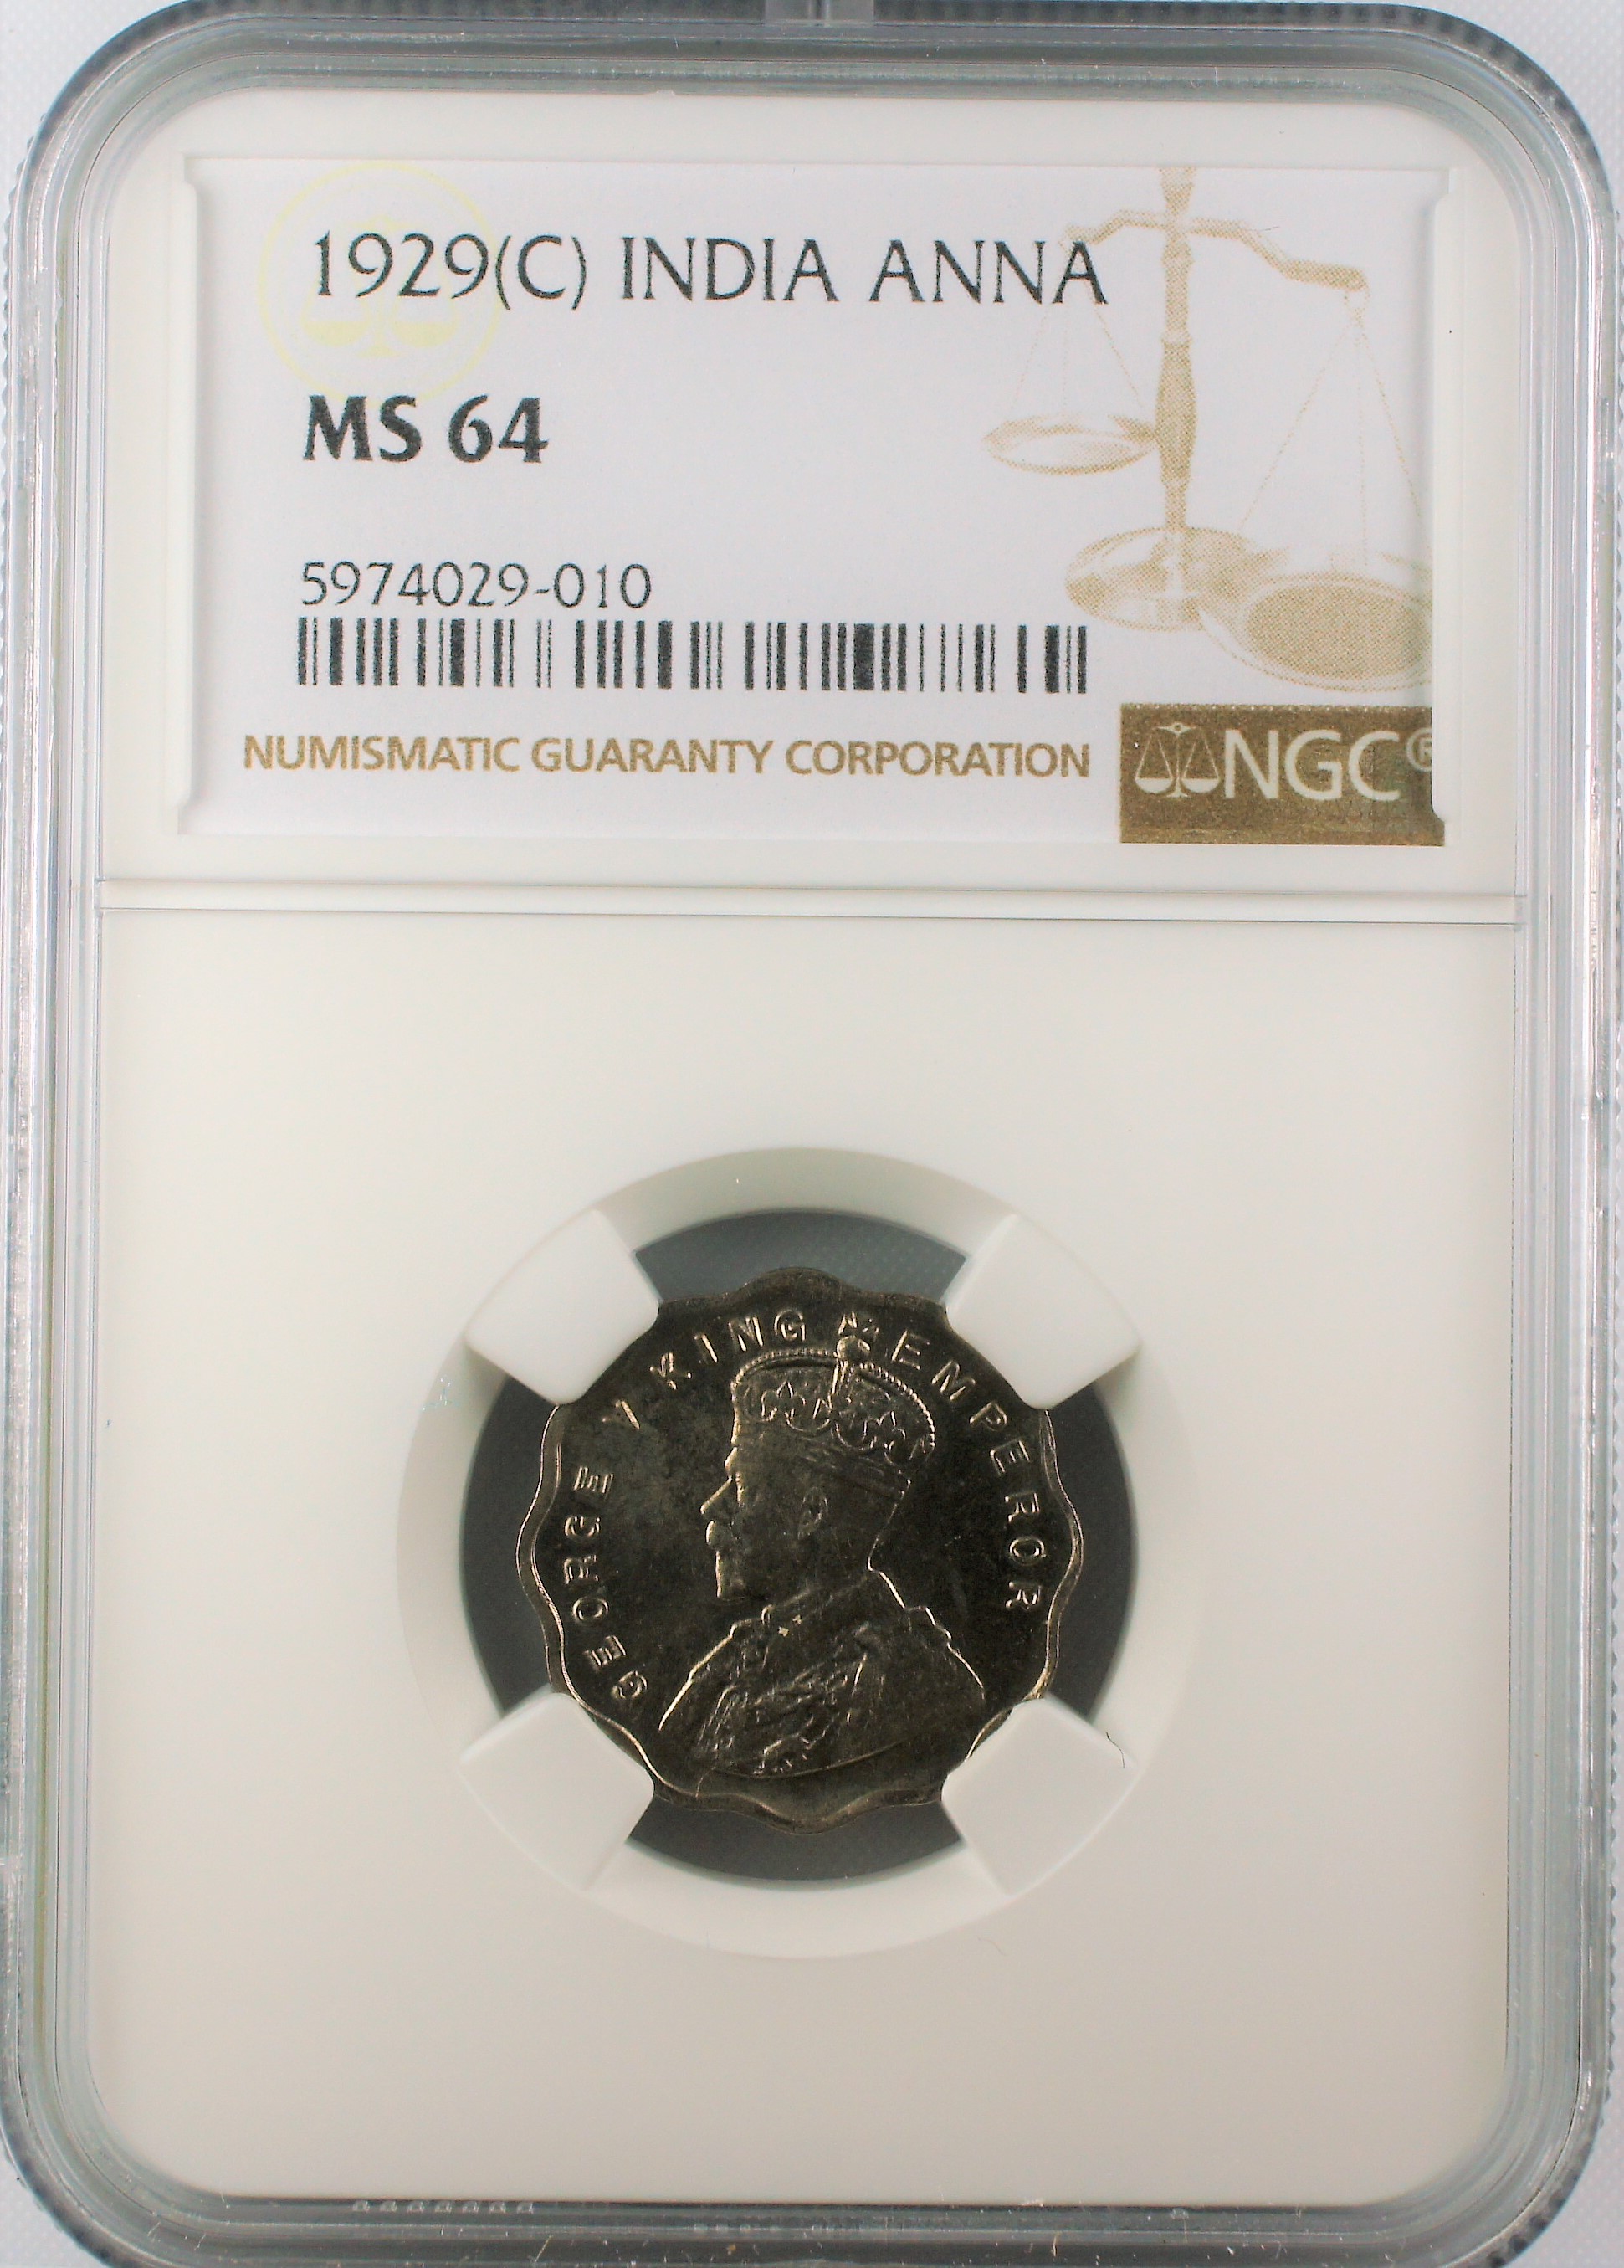 1929(C) INDIA ANNA
MS 64
5974029-010
NUMISMATIC GUARANTY CORPORATION
NGC®
GEORGE V KING EMPEROR